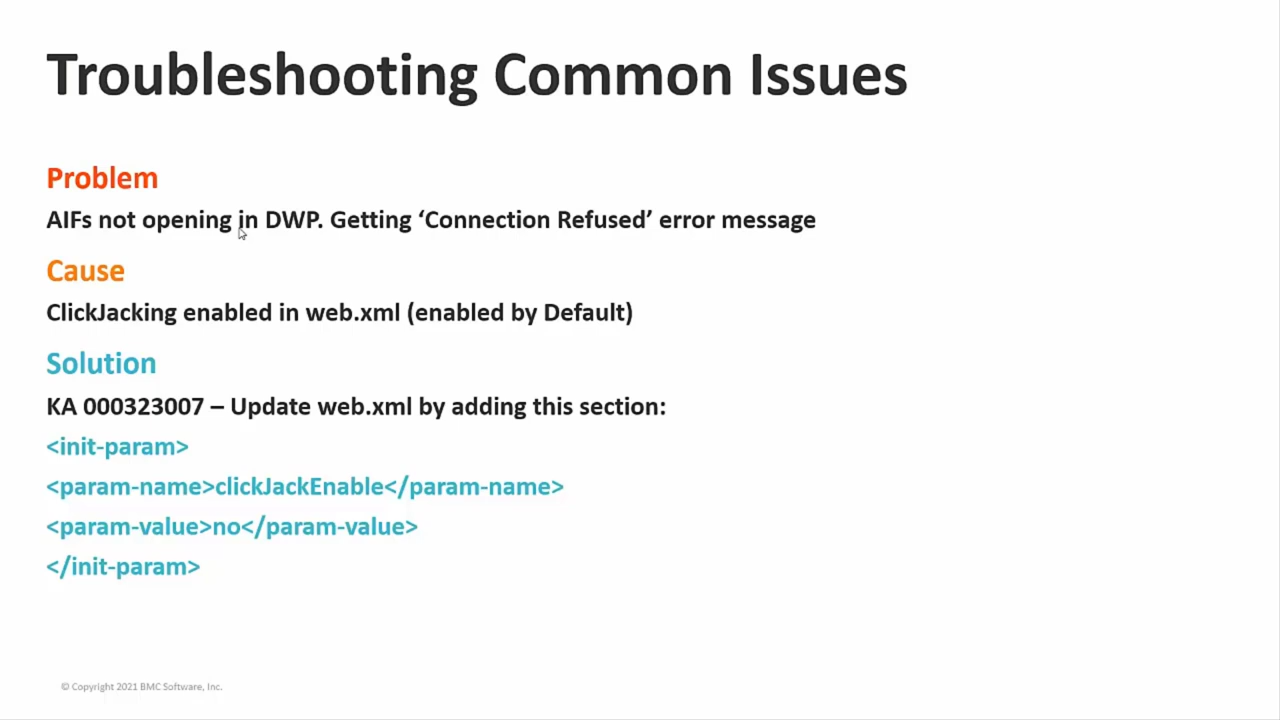 Troubleshooting Common Issues
Problem
AIFs not opening in DWP. Getting ‘Connection Refused’ error message
Cause
ClickJacking enabled in web.xml (enabled by Default)
Solution
KA 000323007 – Update web.xml by adding this section:
<init-param>
<param-name>clickJackEnable</param-name>
<param-value>no</param-value>
</init-param>
© Copyright 2021 BMC Software, Inc.